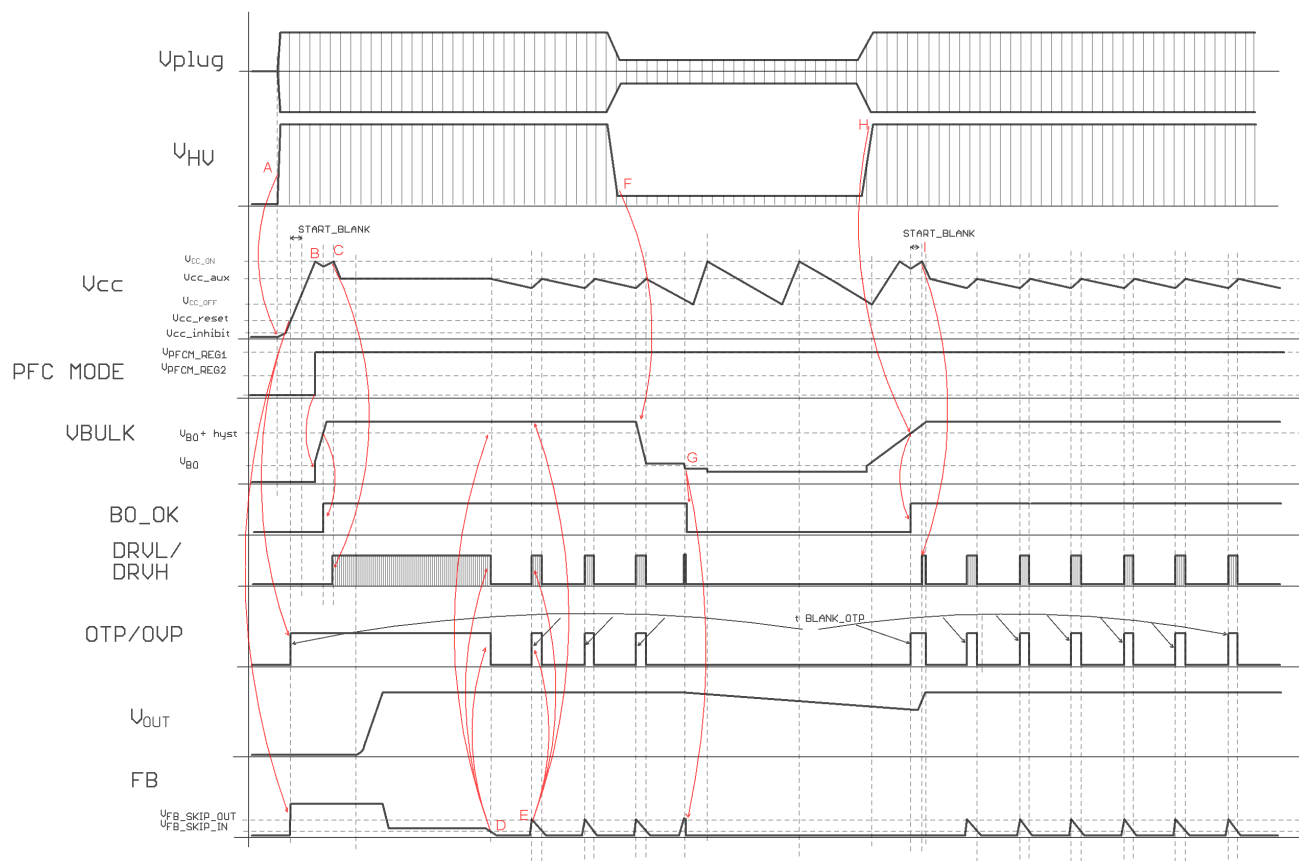 Vplug
A
VHV
H
F
START_BLANK
START_BLANK
B
C
I
VCC_ON
Vcc
Vcc_aux
VCC_OFF
Vcc_reset
Vcc_inhibit
PFC MODE
VPFCM_REG1
VPFCM_REG2
VBULK
VBO+ hyst
VBO
G
BO_OK
DRVL/
DRVH
OTP/OVP
t BLANK_OTP
VOUT
FB
VFB_SKIP_OUT
VFB_SKIP_IN
E
D